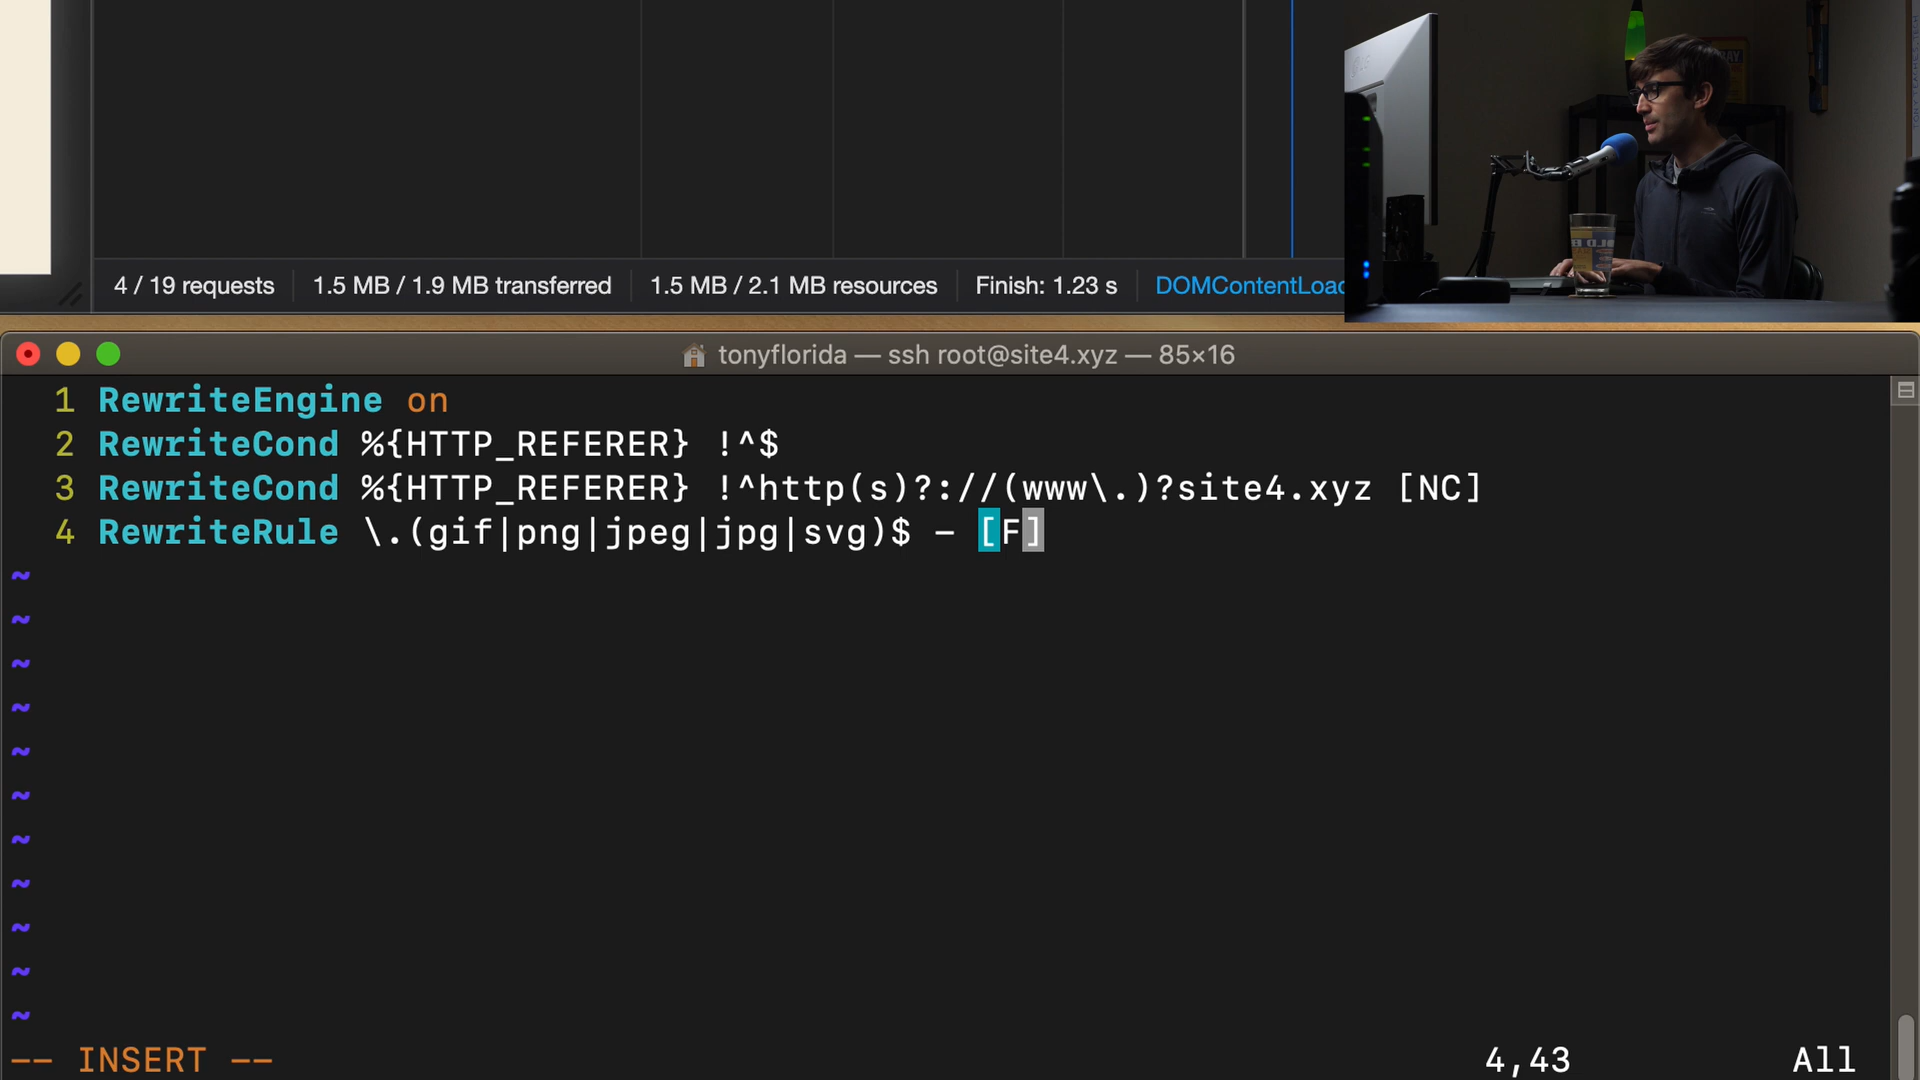 4 / 19 requests
1.5 MB / 1.9 MB transferred
1.5 MB / 2.1 MB resources
Finish: 1.23 s
DOMContentLoad
tonyflorida — ssh root@site4.xyz — 85×16
1 RewriteEngine on
2 RewriteCond %{HTTP_REFERER} !^$
3 RewriteCond %{HTTP_REFERER} !^http(s)?://(www\.)?site4.xyz [NC]
4 RewriteRule \.(gif|png|jpeg|jpg|svg)$ - [F]
~
~
~
~
~
~
~
~
~
~
~
-- INSERT --
4,43
All